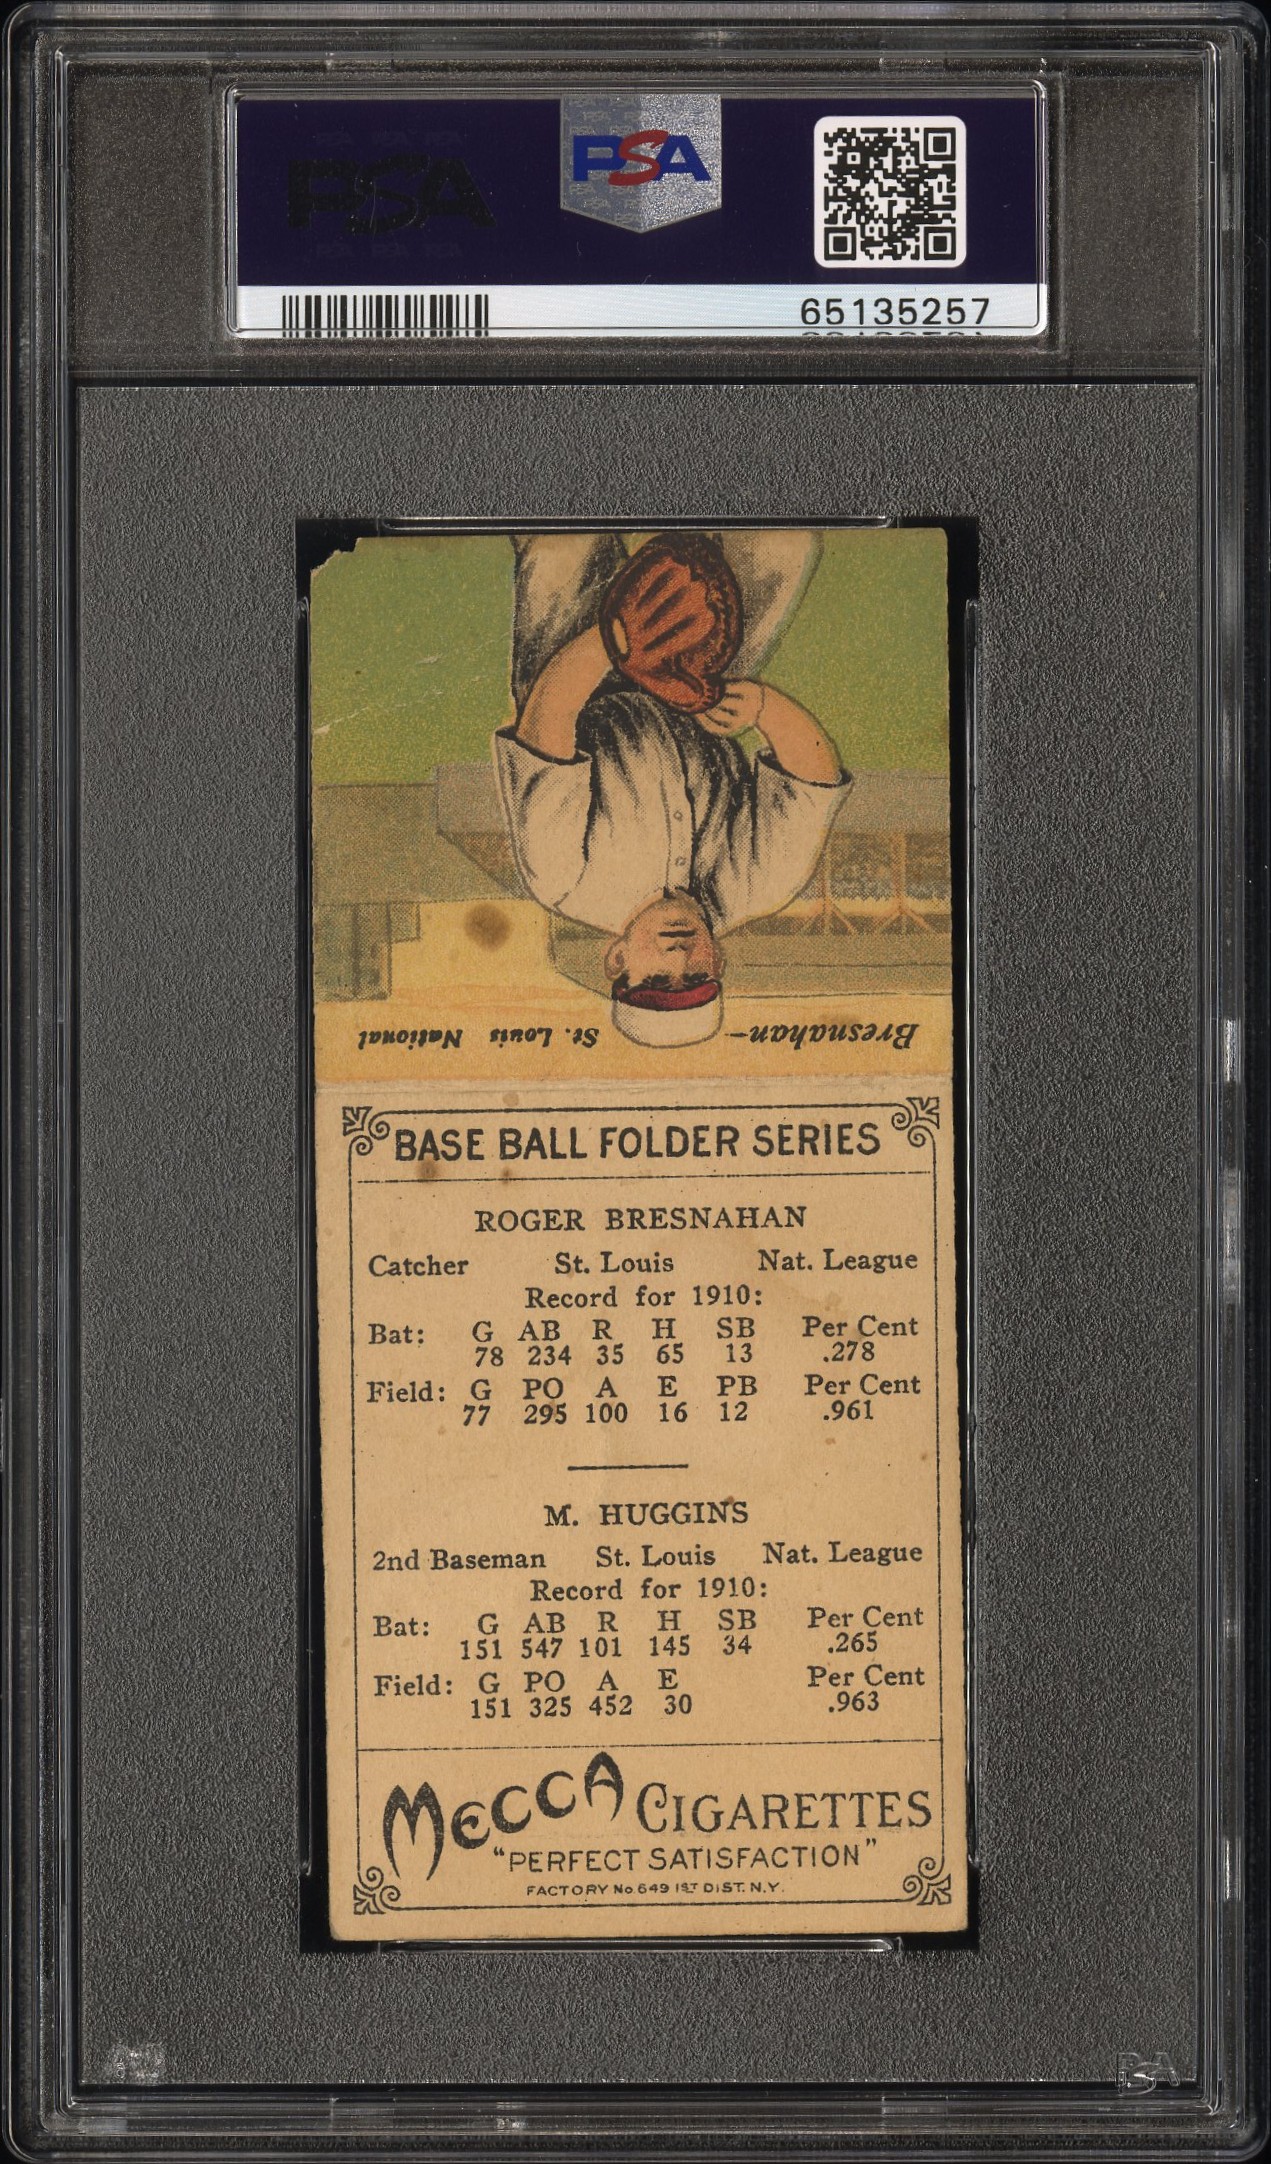 PSA
PSA
65135257
Bresnahan— St. Louis National
BASE BALL FOLDER SERIES
ROGER BRESNAHAN
Catcher St. Louis Nat. League
Record for 1910:
Bat: G AB R H SB Per Cent
78 234 35 65 13 .278
Field: G PO A E PB Per Cent
77 295 100 16 12 .961
M. HUGGINS
2nd Baseman St. Louis Nat. League
Record for 1910:
Bat: G AB R H SB Per Cent
151 547 101 145 34 .265
Field: G PO A E Per Cent
151 325 452 30 .963
MECCA CIGARETTES
"PERFECT SATISFACTION"
FACTORY No 649 1ST DIST. N.Y.
PSA